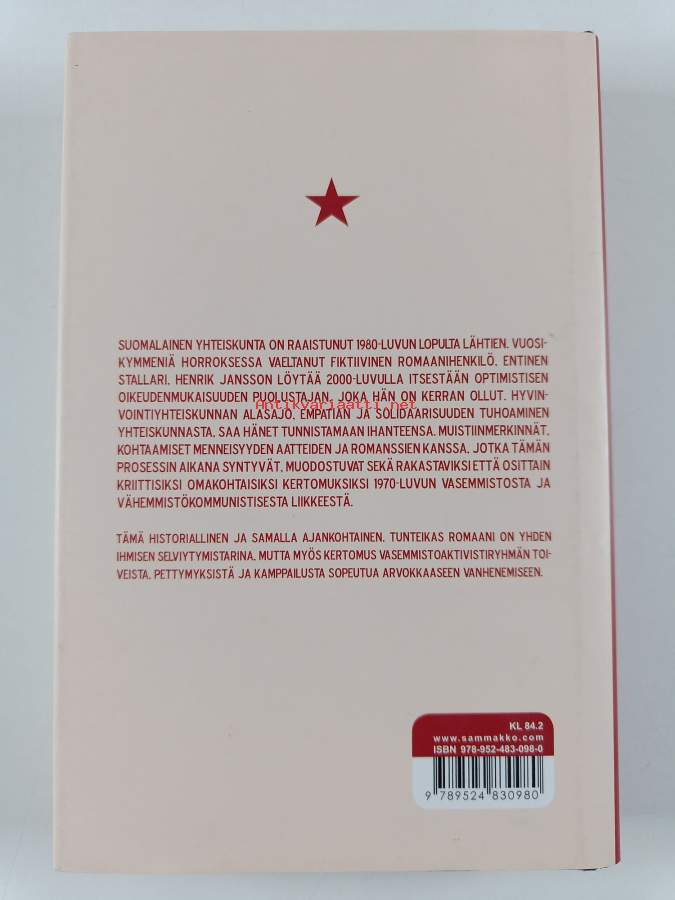 SUOMALAINEN YHTEISKUNTA ON RAAISTUNUT 1980-LUVUN LOPULTA LÄHTIEN. VUOSI-
KYMMENIÄ HORROKSESSA VAELTANUT FIKTIIVINEN ROMAANIHENKILÖ, ENTINEN
STALLARI, HENRIK JANSSON LÖYTÄÄ 2000-LUVULLA ITSESTÄÄN OPTIMISTISEN
OIKEUDENMUKAISUUDEN PUOLUSTAJAN, JOKA HÄN ON KERRAN OLLUT. HYVIN-
Antikvariaatti.net
VOINTIYHTEISKUNNAN ALASAJO, EMPATIAN JA SOLIDAARISUUDEN TUHOAMINEN
YHTEISKUNNASTA, SAA HÄNET TUNNISTAMAAN IHANTEENSA. MUISTIINMERKINNÄT,
KOHTAAMISET MENNEISYYDEN AATTEIDEN JA ROMANSSIEN KANSSA, JOTKA TÄMÄN
PROSESSIN AIKANA SYNTYVÄT, MUODOSTUVAT SEKÄ RAKASTAVIKSI ETTÄ OSITTAIN
KRIITTISIKSI OMAKOHTAISIKSI KERTOMUKSIKSI 1970-LUVUN VASEMMISTOSTA JA
VÄHEMMISTÖKOMMUNISTISESTA LIIKKEESTÄ.
TÄMÄ HISTORIALLINEN JA SAMALLA AJANKOHTAINEN, TUNTEIKAS ROMAANI ON YHDEN
IHMISEN SELVIYTYMISTARINA, MUTTA MYÖS KERTOMUS VASEMMISTOAKTIVISTIRYHMÄN TOI-
VEISTA, PETTYMYKSISTÄ JA KAMPPAILUSTA SOPEUTUA ARVOKKAASEEN VANHENEMISEEN.
KL 84.2
www.sammakko.com
ISBN 978-952-483-098-0
9 789524 830980